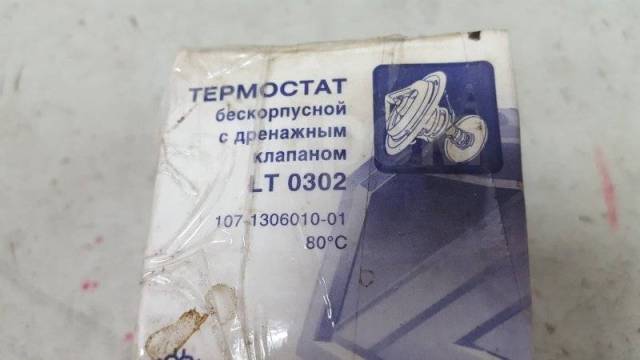 ТЕРМОСТАТ
бескорпусной
с дренажным
клапаном
LT 0302
107-1306010-01
80°C